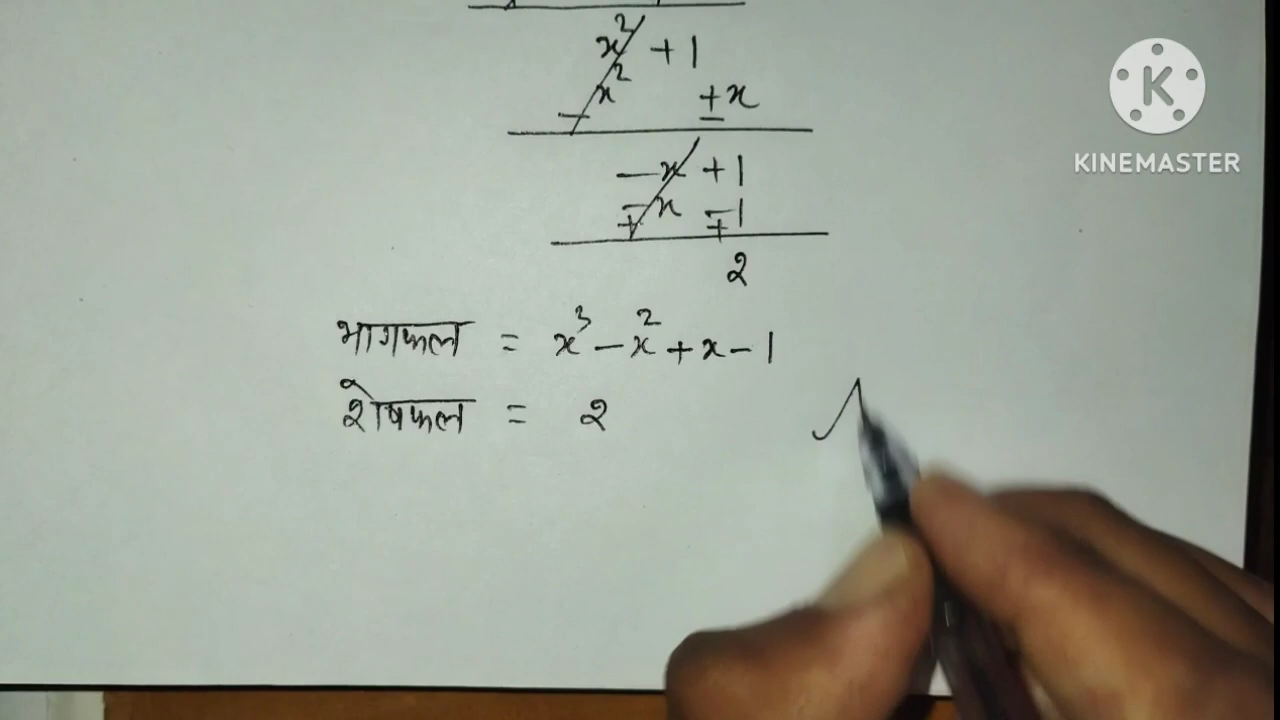 x² + 1
x² + x
−
− x + 1
− x − 1
+ +
2
भागफल = x³ − x² + x − 1
शेषफल = 2
K
KINEMASTER